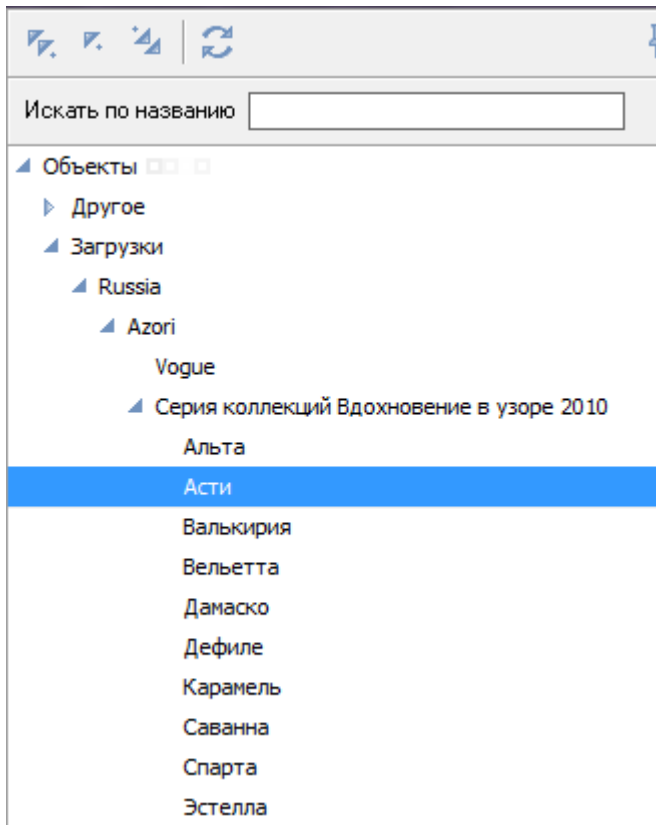 Искать по названию
Объекты
Другое
Загрузки
Russia
Azori
Vogue
Серия коллекций Вдохновение в узоре 2010
Альта
Асти
Валькирия
Вельетта
Дамаско
Дефиле
Карамель
Саванна
Спарта
Эстелла